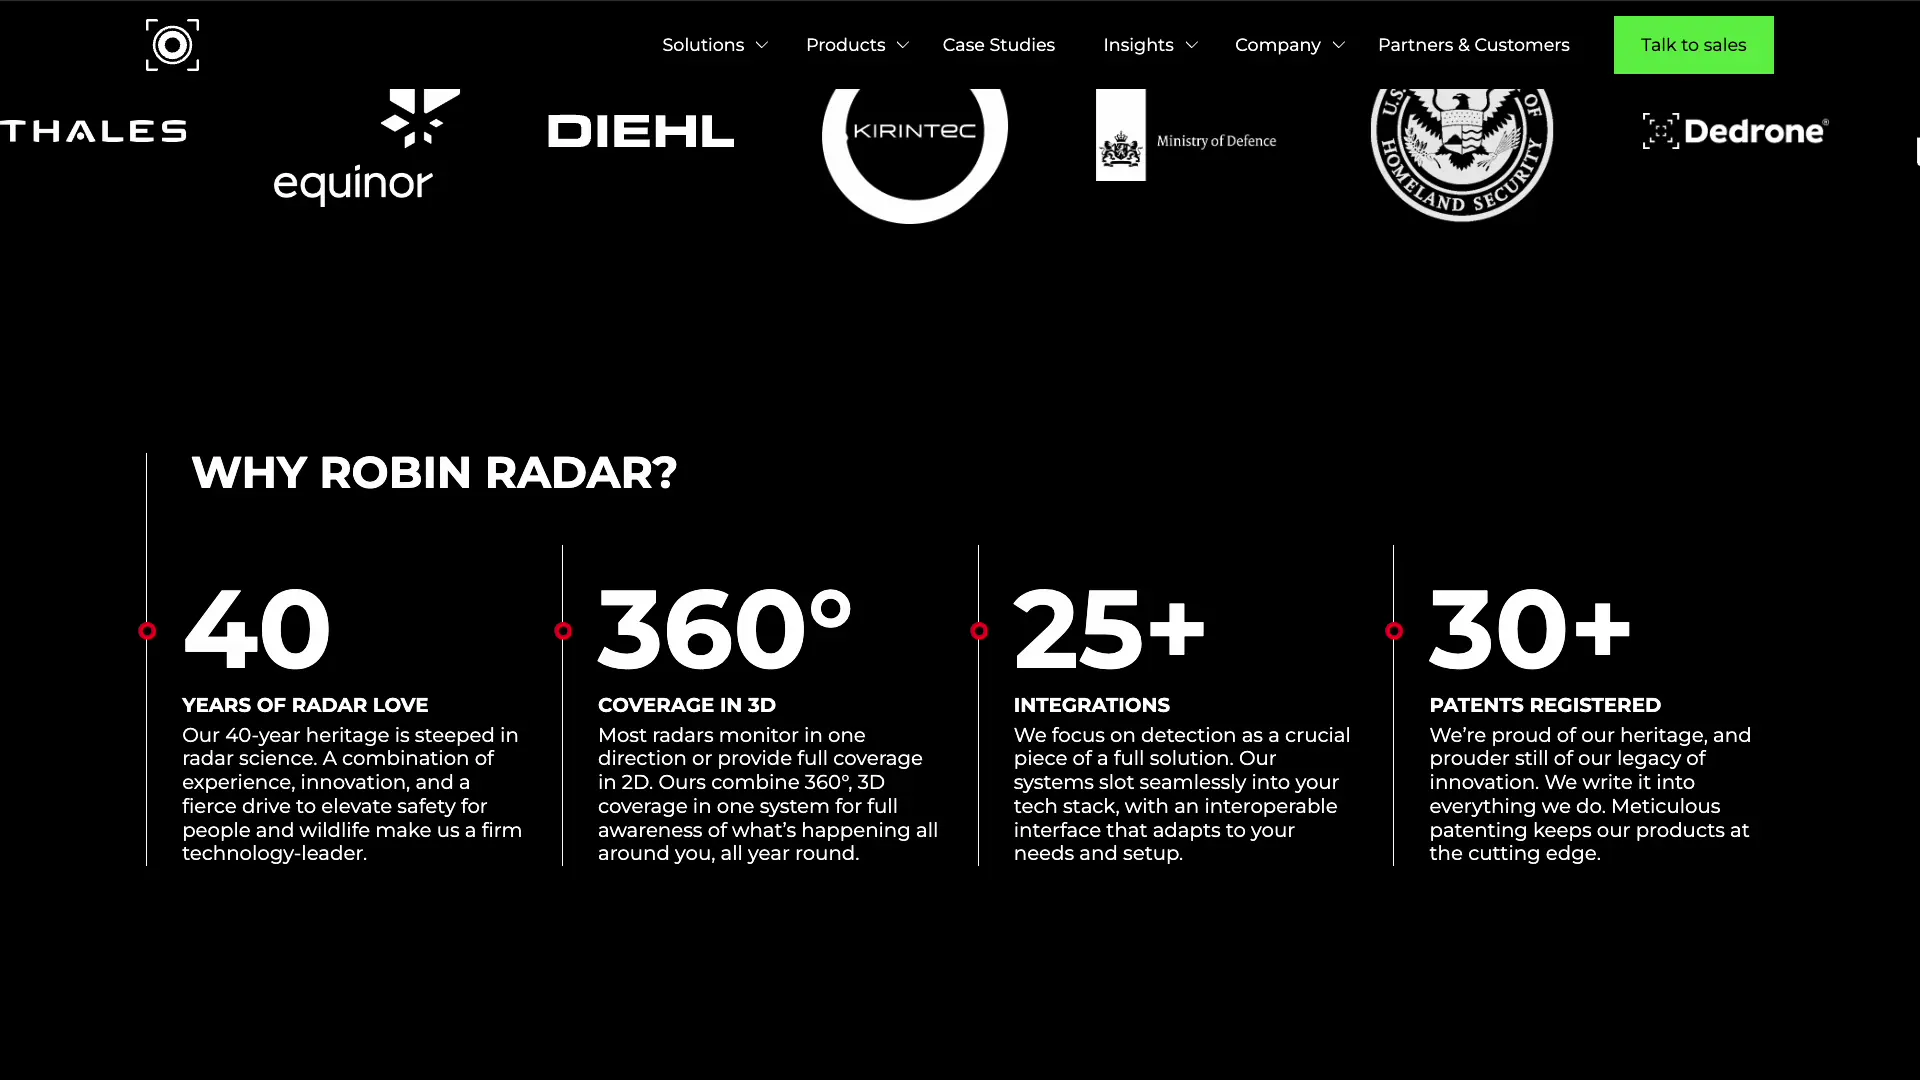 Solutions
Products
Case Studies
Insights
Company
Partners & Customers
Talk to sales
THALES
equinor
DIEHL
KIRINTEC
Ministry of Defence
U.S.
OF
HOMELAND SECURITY
Dedrone®
WHY ROBIN RADAR?
40
YEARS OF RADAR LOVE
Our 40-year heritage is steeped in
radar science. A combination of
experience, innovation, and a
fierce drive to elevate safety for
people and wildlife make us a firm
technology-leader.
360°
COVERAGE IN 3D
Most radars monitor in one
direction or provide full coverage
in 2D. Ours combine 360°, 3D
coverage in one system for full
awareness of what’s happening all
around you, all year round.
25+
INTEGRATIONS
We focus on detection as a crucial
piece of a full solution. Our
systems slot seamlessly into your
tech stack, with an interoperable
interface that adapts to your
needs and setup.
30+
PATENTS REGISTERED
We’re proud of our heritage, and
prouder still of our legacy of
innovation. We write it into
everything we do. Meticulous
patenting keeps our products at
the cutting edge.